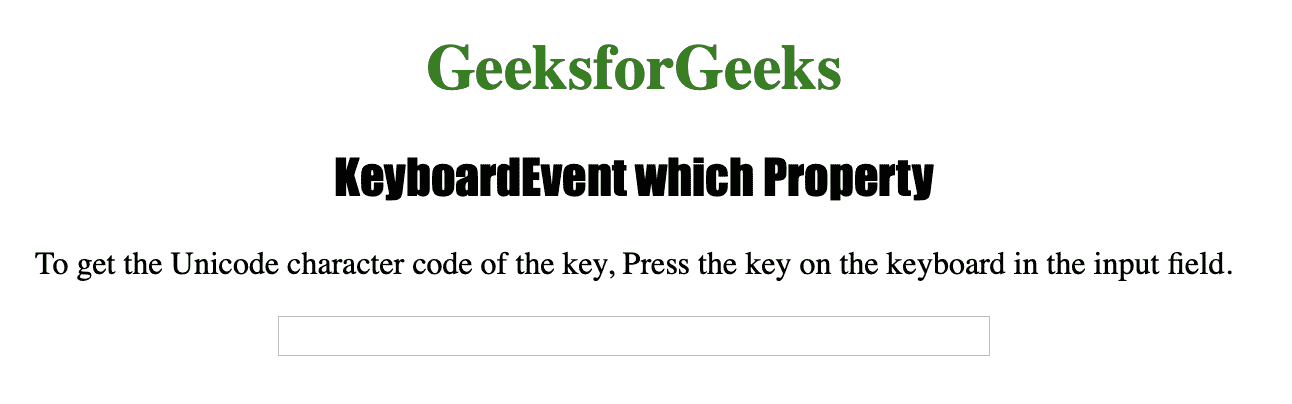 GeeksforGeeks
KeyboardEvent which Property
To get the Unicode character code of the key, Press the key on the keyboard in the input field.